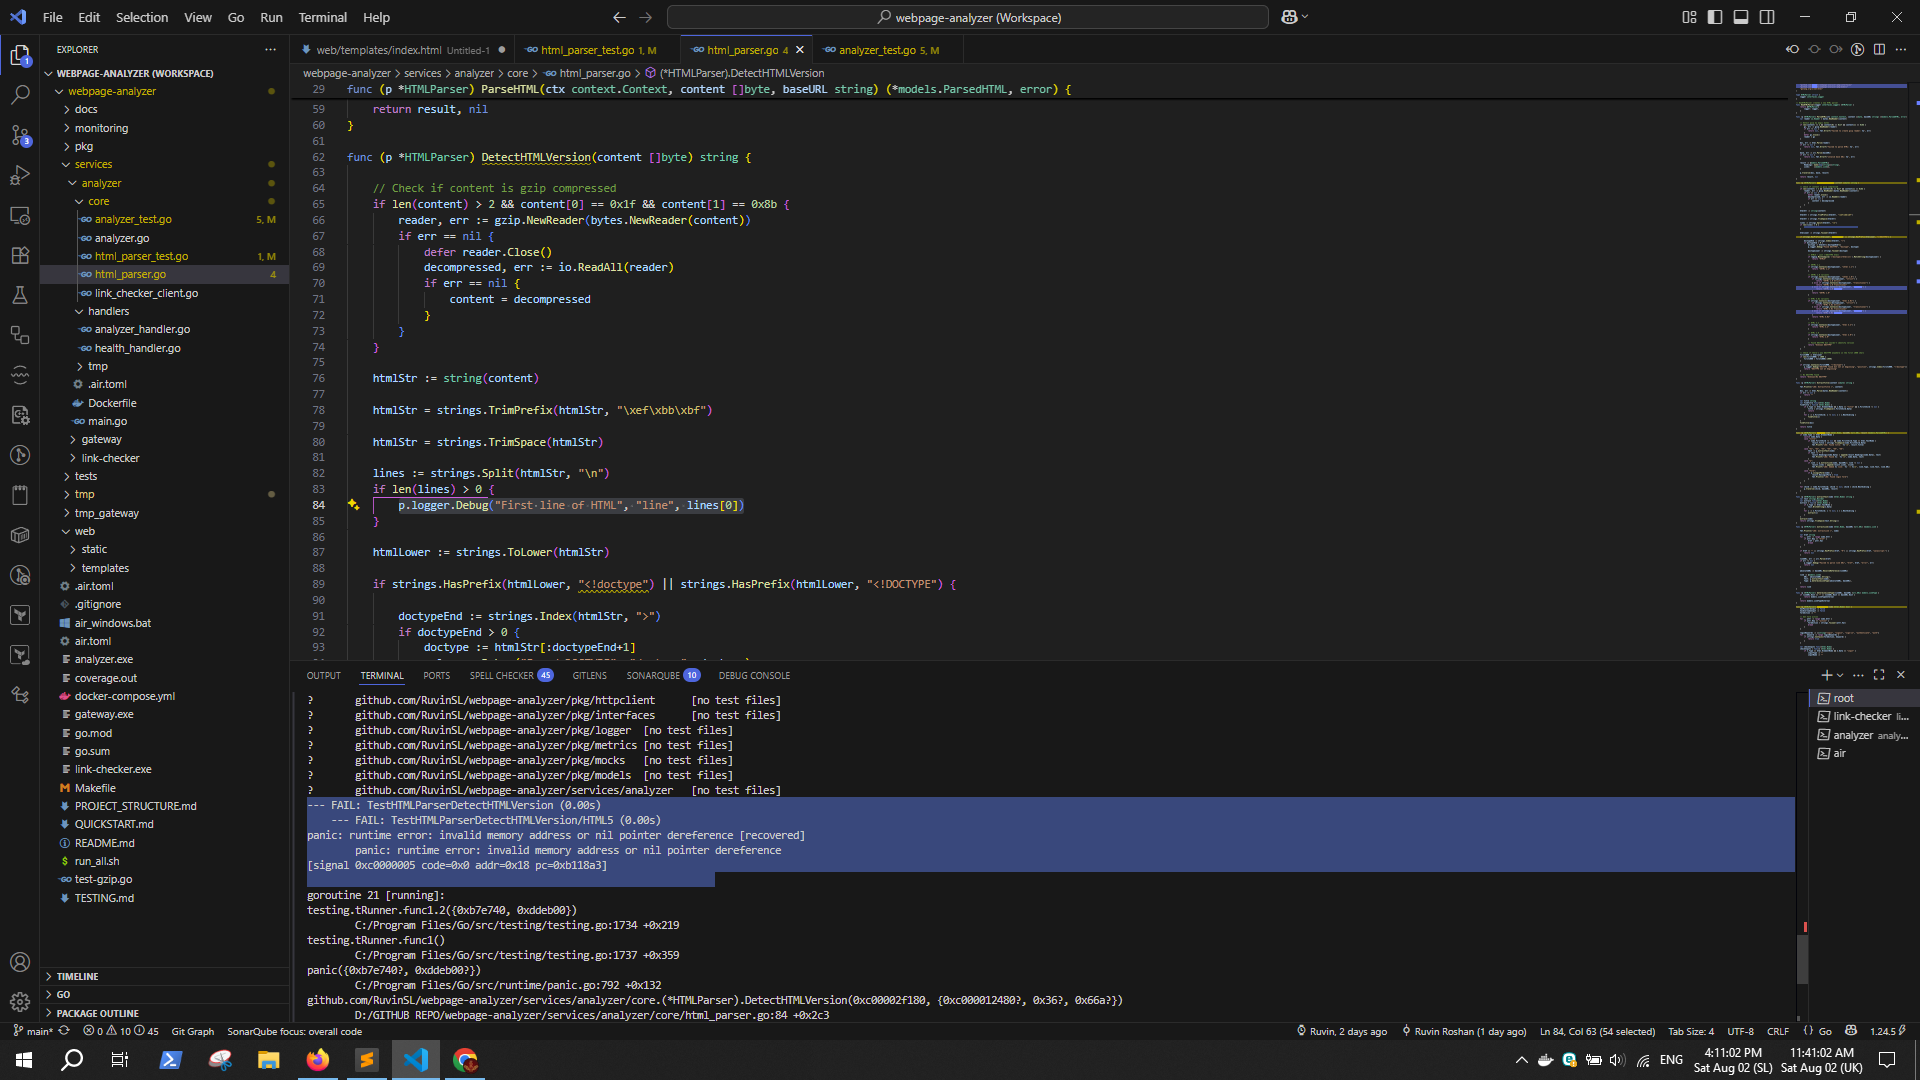 File Edit Selection View Go Run Terminal Help
webpage-analyzer (Workspace)
EXPLORER
WEBPAGE-ANALYZER (WORKSPACE)
webpage-analyzer
docs
monitoring
pkg
services
analyzer
core
analyzer_test.go 5, M
analyzer.go
html_parser_test.go 1, M
html_parser.go 4
link_checker_client.go
handlers
analyzer_handler.go
health_handler.go
tmp
.air.toml
Dockerfile
main.go
gateway
link-checker
tests
tmp
tmp_gateway
web
static
templates
.air.toml
.gitignore
air_windows.bat
air.toml
analyzer.exe
coverage.out
docker-compose.yml
gateway.exe
go.mod
go.sum
link-checker.exe
Makefile
PROJECT_STRUCTURE.md
QUICKSTART.md
README.md
run_all.sh
test-gzip.go
TESTING.md
TIMELINE
GO
PACKAGE OUTLINE
web/templates/index.html Untitled-1
html_parser_test.go 1, M
html_parser.go 4
analyzer_test.go 5, M
webpage-analyzer > services > analyzer > core > html_parser.go > (*HTMLParser).DetectHTMLVersion
29 func (p *HTMLParser) ParseHTML(ctx context.Context, content []byte, baseURL string) (*models.ParsedHTML, error) {
59 return result, nil
60 }
61
62 func (p *HTMLParser) DetectHTMLVersion(content []byte) string {
63
64 // Check if content is gzip compressed
65 if len(content) > 2 && content[0] == 0x1f && content[1] == 0x8b {
66 reader, err := gzip.NewReader(bytes.NewReader(content))
67 if err == nil {
68 defer reader.Close()
69 decompressed, err := io.ReadAll(reader)
70 if err == nil {
71 content = decompressed
72 }
73 }
74 }
75
76 htmlStr := string(content)
77
78 htmlStr = strings.TrimPrefix(htmlStr, "\xef\xbb\xbf")
79
80 htmlStr = strings.TrimSpace(htmlStr)
81
82 lines := strings.Split(htmlStr, "\n")
83 if len(lines) > 0 {
84 p.logger.Debug("First line of HTML", "line", lines[0])
85 }
86
87 htmlLower := strings.ToLower(htmlStr)
88
89 if strings.HasPrefix(htmlLower, "<!doctype") || strings.HasPrefix(htmlLower, "<!DOCTYPE") {
90
91 doctypeEnd := strings.Index(htmlStr, ">")
92 if doctypeEnd > 0 {
93 doctype := htmlStr[:doctypeEnd+1]
OUTPUT TERMINAL PORTS SPELL CHECKER 45 GITLENS SONARQUBE 10 DEBUG CONSOLE
? github.com/RuvinSL/webpage-analyzer/pkg/httpclient [no test files]
? github.com/RuvinSL/webpage-analyzer/pkg/interfaces [no test files]
? github.com/RuvinSL/webpage-analyzer/pkg/logger [no test files]
? github.com/RuvinSL/webpage-analyzer/pkg/metrics [no test files]
? github.com/RuvinSL/webpage-analyzer/pkg/mocks [no test files]
? github.com/RuvinSL/webpage-analyzer/pkg/models [no test files]
? github.com/RuvinSL/webpage-analyzer/services/analyzer [no test files]
--- FAIL: TestHTMLParserDetectHTMLVersion (0.00s)
--- FAIL: TestHTMLParserDetectHTMLVersion/HTML5 (0.00s)
panic: runtime error: invalid memory address or nil pointer dereference [recovered]
panic: runtime error: invalid memory address or nil pointer dereference
[signal 0xc0000005 code=0x0 addr=0x18 pc=0xb118a3]
goroutine 21 [running]:
testing.tRunner.func1.2({0xb7e740, 0xddeb00})
C:/Program Files/Go/src/testing/testing.go:1734 +0x219
testing.tRunner.func1()
C:/Program Files/Go/src/testing/testing.go:1737 +0x359
panic({0xb7e740?, 0xddeb00?})
C:/Program Files/Go/src/runtime/panic.go:792 +0x132
github.com/RuvinSL/webpage-analyzer/services/analyzer/core.(*HTMLParser).DetectHTMLVersion(0xc00002f180, {0xc000012480?, 0x36?, 0x66a?})
D:/GITHUB REPO/webpage-analyzer/services/analyzer/core/html_parser.go:84 +0x2c3
root
link-checker li...
analyzer analy...
air
main* 0 10 45 Git Graph SonarQube focus: overall code
Ruvin, 2 days ago Ruvin Roshan (1 day ago) Ln 84, Col 63 (54 selected) Tab Size: 4 UTF-8 CRLF Go 1.24.5
ENG
4:11:02 PM
Sat Aug 02 (SL)
11:41:02 AM
Sat Aug 02 (UK)